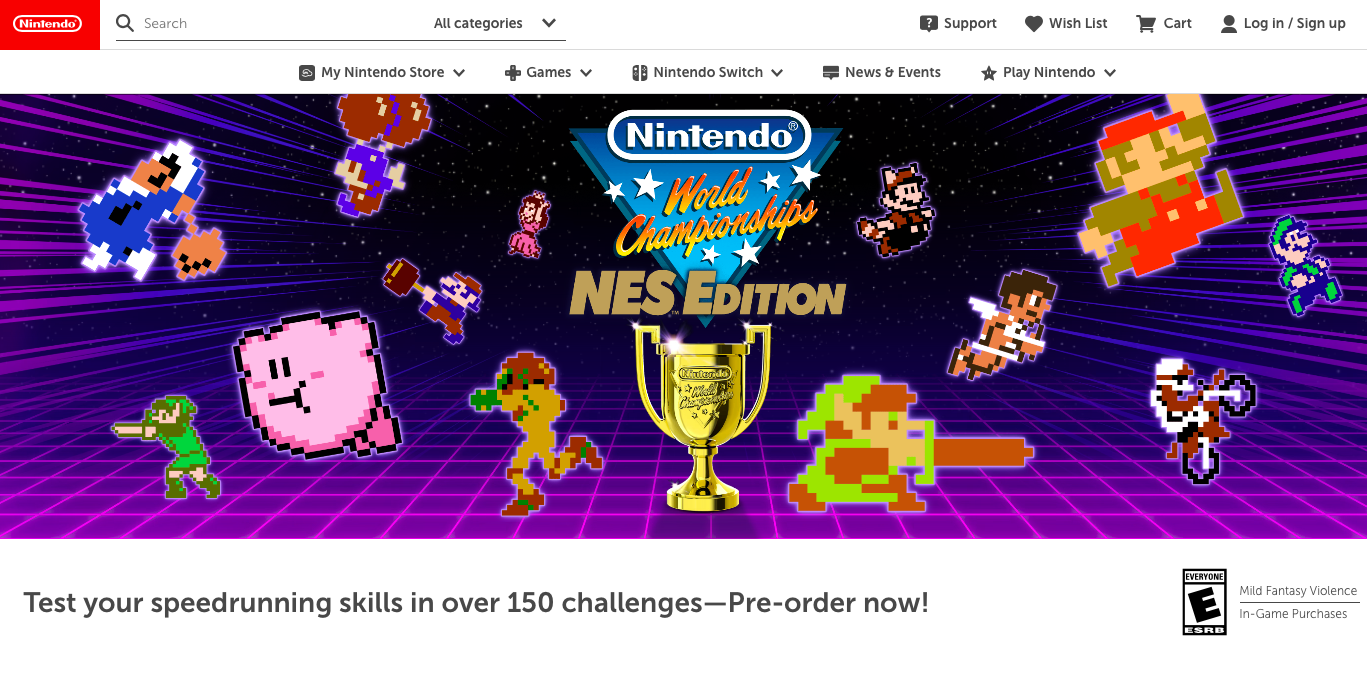 Nintendo
Search
All categories
Support
Wish List
Cart
Log in / Sign up
My Nintendo Store
Games
Nintendo Switch
News & Events
Play Nintendo
Nintendo®
World
Championships
NES EDITION
™
Nintendo
World
Championships
Test your speedrunning skills in over 150 challenges—Pre-order now!
EVERYONE
E
ESRB
Mild Fantasy Violence
In-Game Purchases